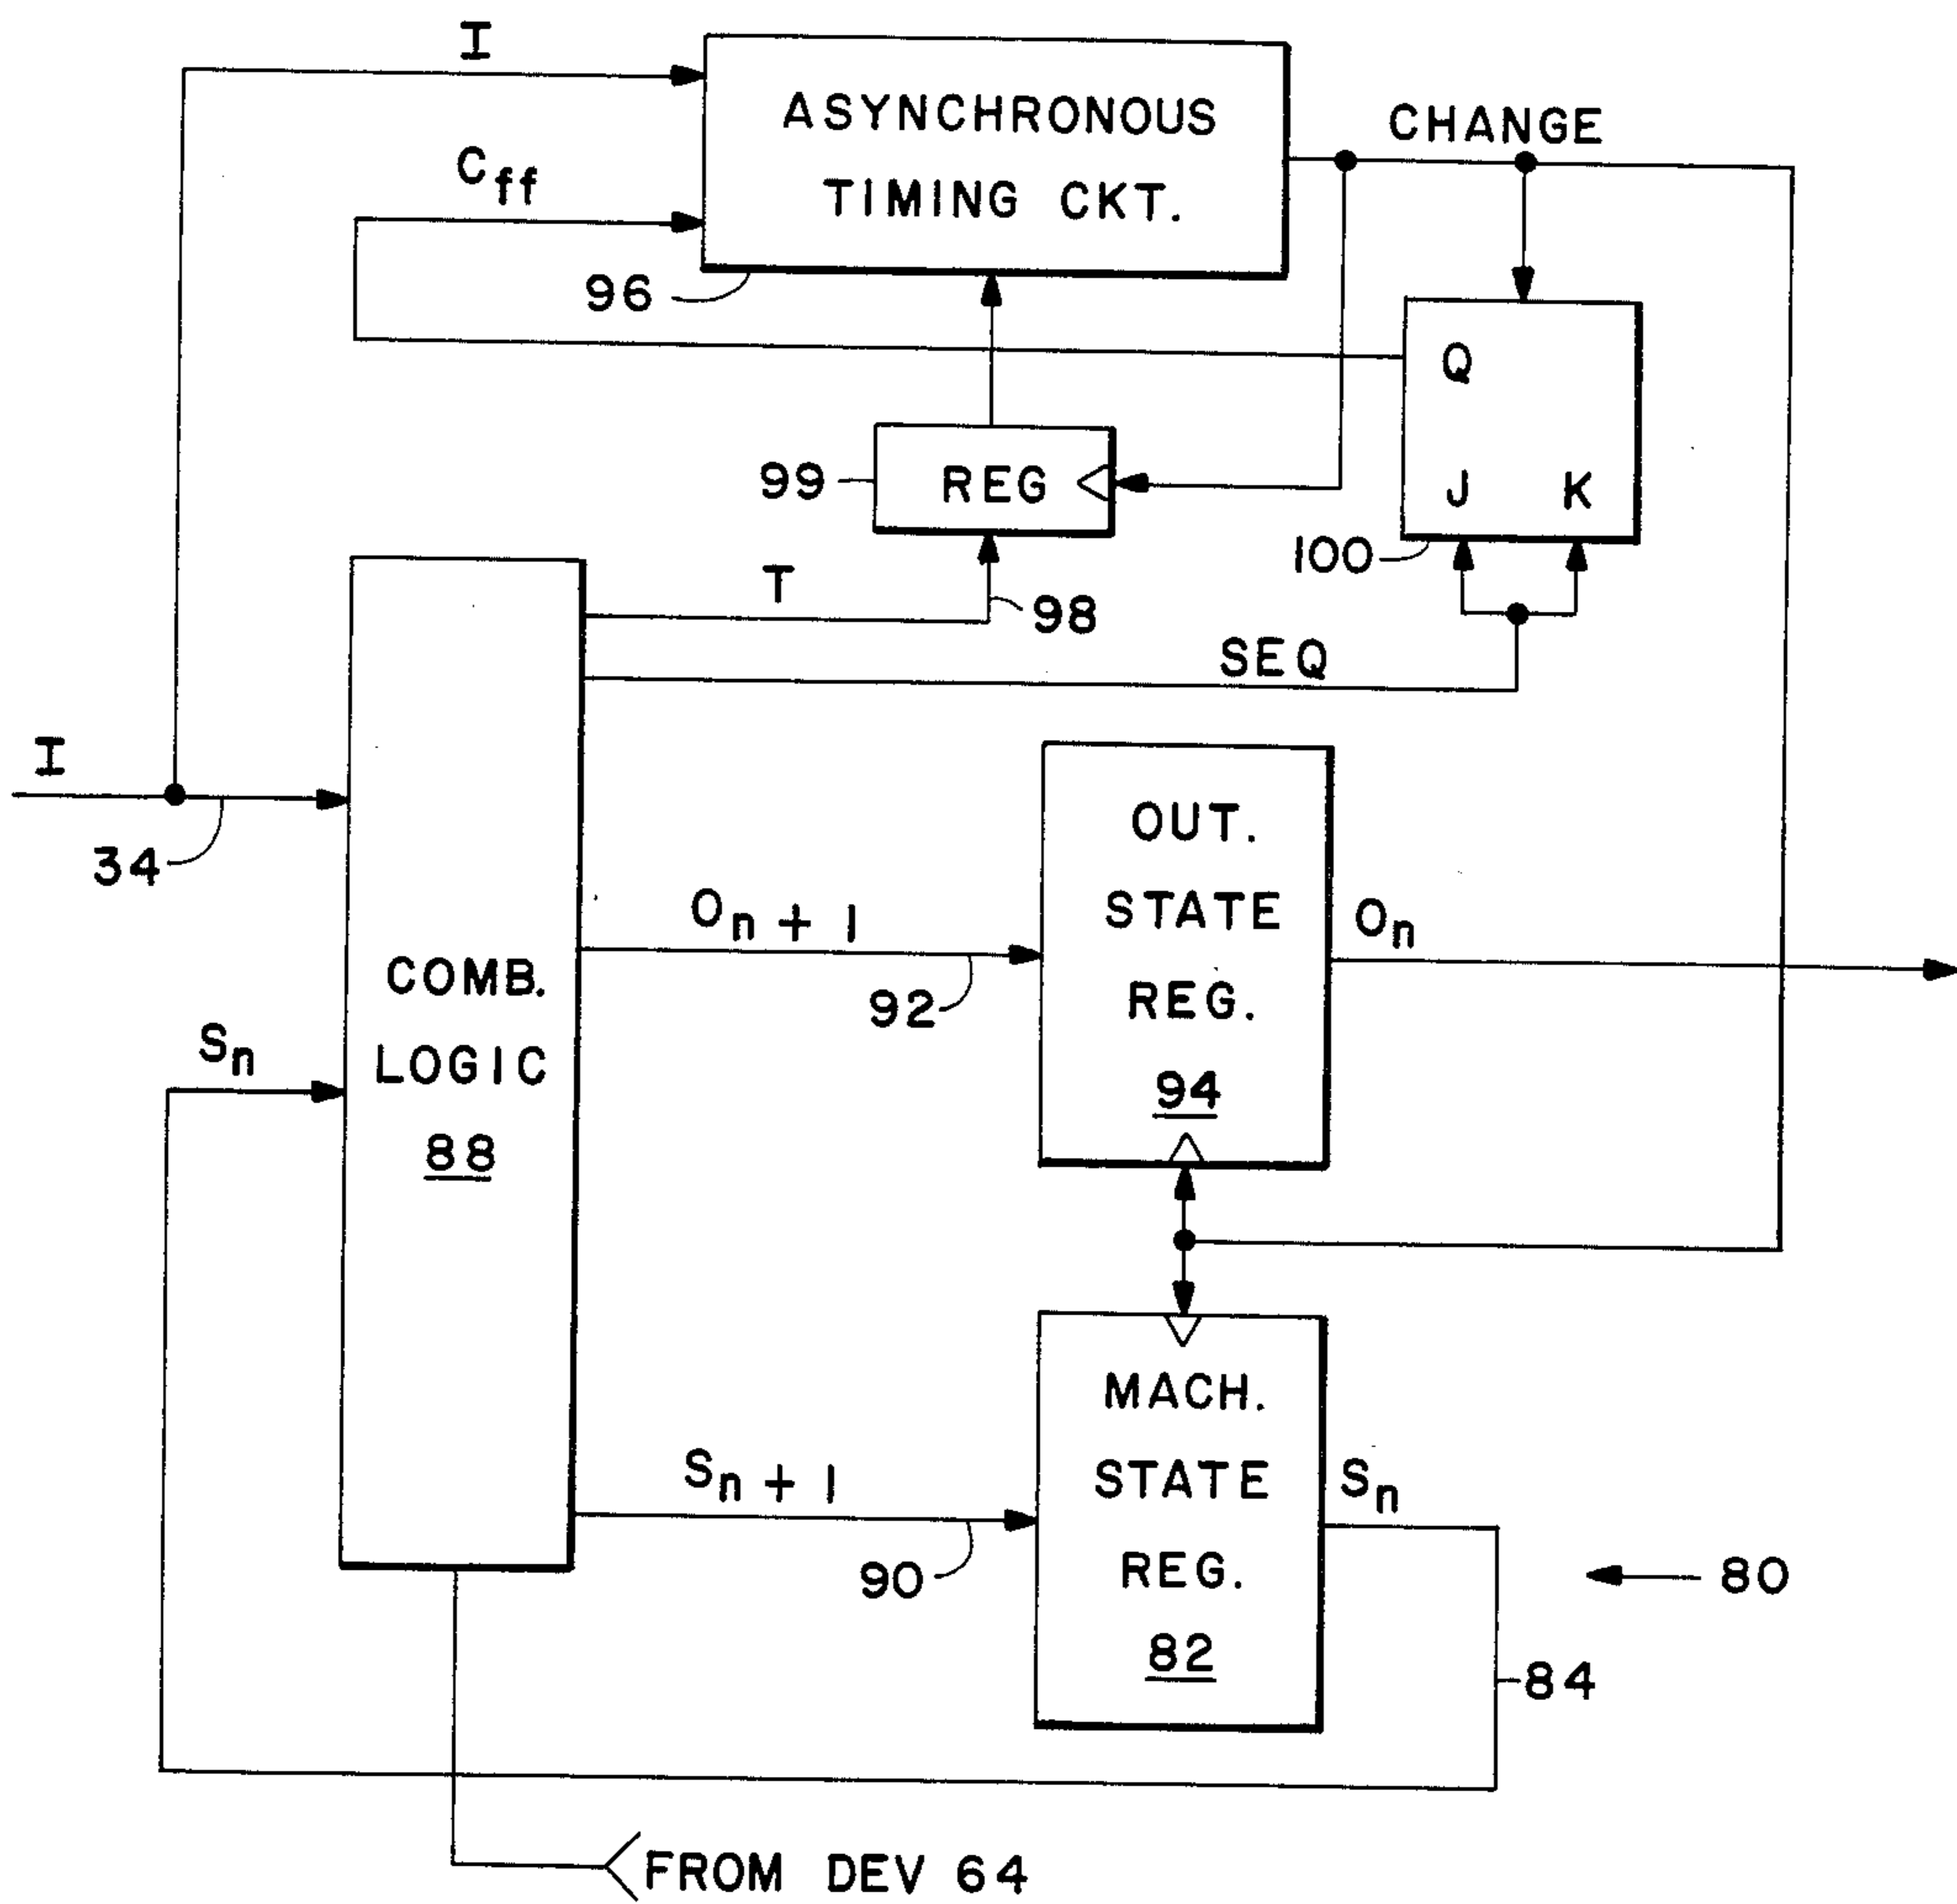 I
ASYNCHRONOUS
TIMING CKT.
CHANGE
Cff
96
Q
J K
99
REG
100
T
98
SEQ
I
34
OUT.
STATE
REG.
94
On + 1
On
92
COMB.
LOGIC
88
Sn
MACH.
STATE
REG.
82
Sn + 1
Sn
90
80
84
FROM DEV 64